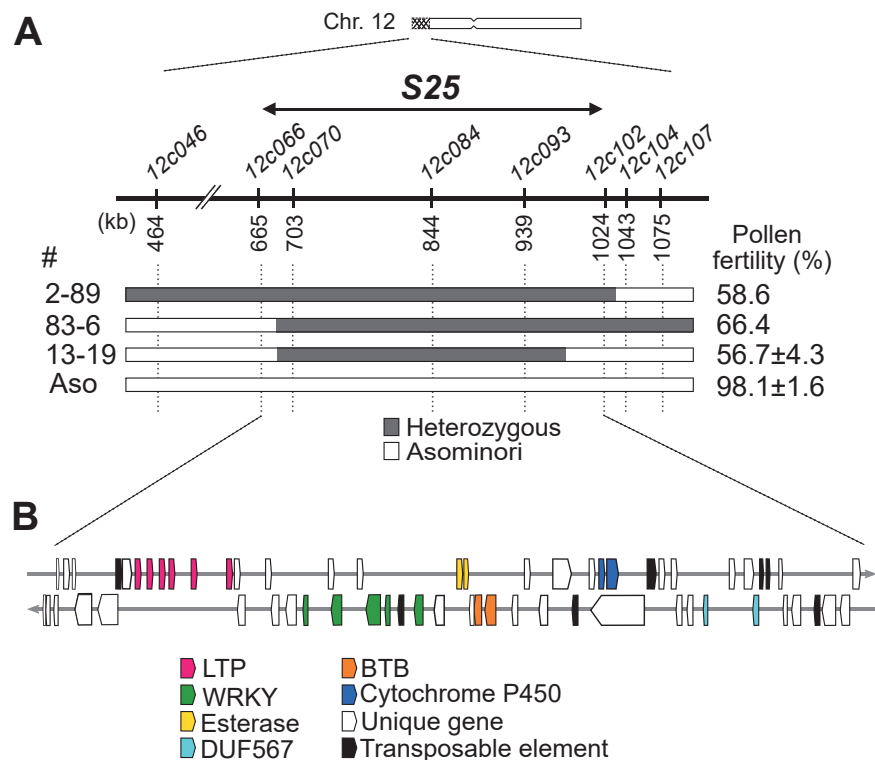 A
Chr. 12
S25
12c046 12c066 12c070 12c084 12c093 12c102 12c104 12c107
(kb) 464 665 703 844 939 1024 1043 1075
Pollen
fertility (%)
#
2-89 58.6
83-6 66.4
13-19 56.7±4.3
Aso 98.1±1.6
Heterozygous
Asominori
B
LTP BTB
WRKY Cytochrome P450
Esterase Unique gene
DUF567 Transposable element